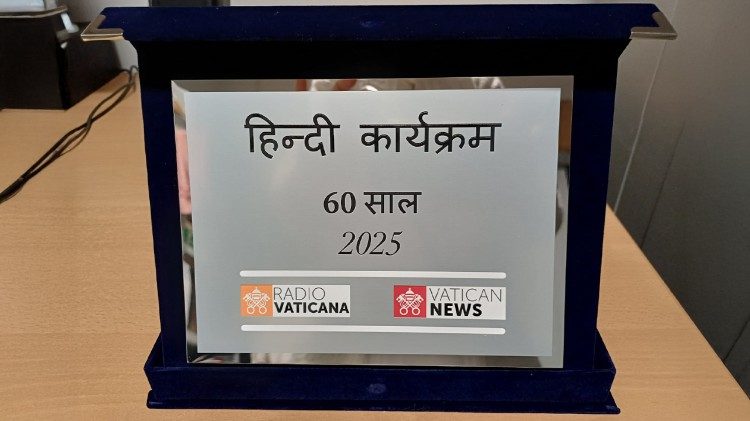 हिन्दी कार्यक्रम
60 साल
2025
RADIO VATICANA
VATICAN NEWS